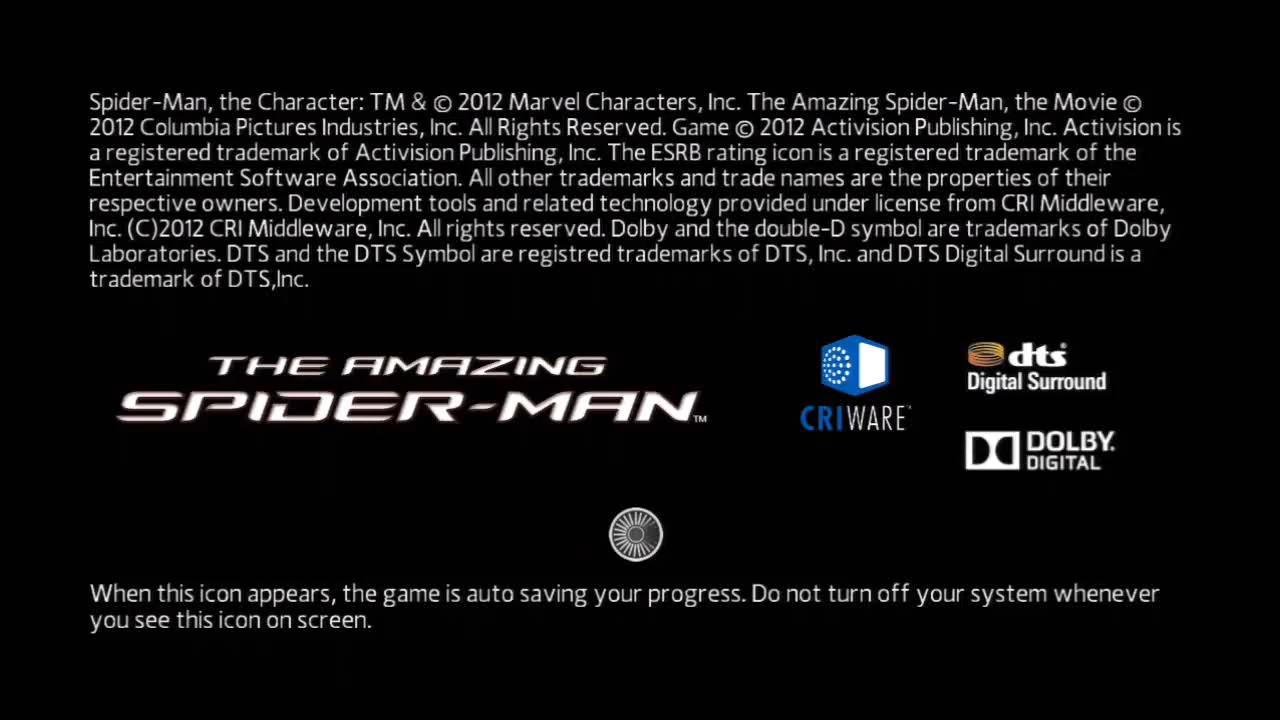 Spider-Man, the Character: TM & © 2012 Marvel Characters, Inc. The Amazing Spider-Man, the Movie ©
2012 Columbia Pictures Industries, Inc. All Rights Reserved. Game © 2012 Activision Publishing, Inc. Activision is
a registered trademark of Activision Publishing, Inc. The ESRB rating icon is a registered trademark of the
Entertainment Software Association. All other trademarks and trade names are the properties of their
respective owners. Development tools and related technology provided under license from CRI Middleware,
Inc. (C)2012 CRI Middleware, Inc. All rights reserved. Dolby and the double-D symbol are trademarks of Dolby
Laboratories. DTS and the DTS Symbol are registred trademarks of DTS, Inc. and DTS Digital Surround is a
trademark of DTS,Inc.
THE AMAZING
SPIDER-MAN™
CRIWARE™
dts®
Digital Surround
DOLBY.
DIGITAL
When this icon appears, the game is auto saving your progress. Do not turn off your system whenever
you see this icon on screen.